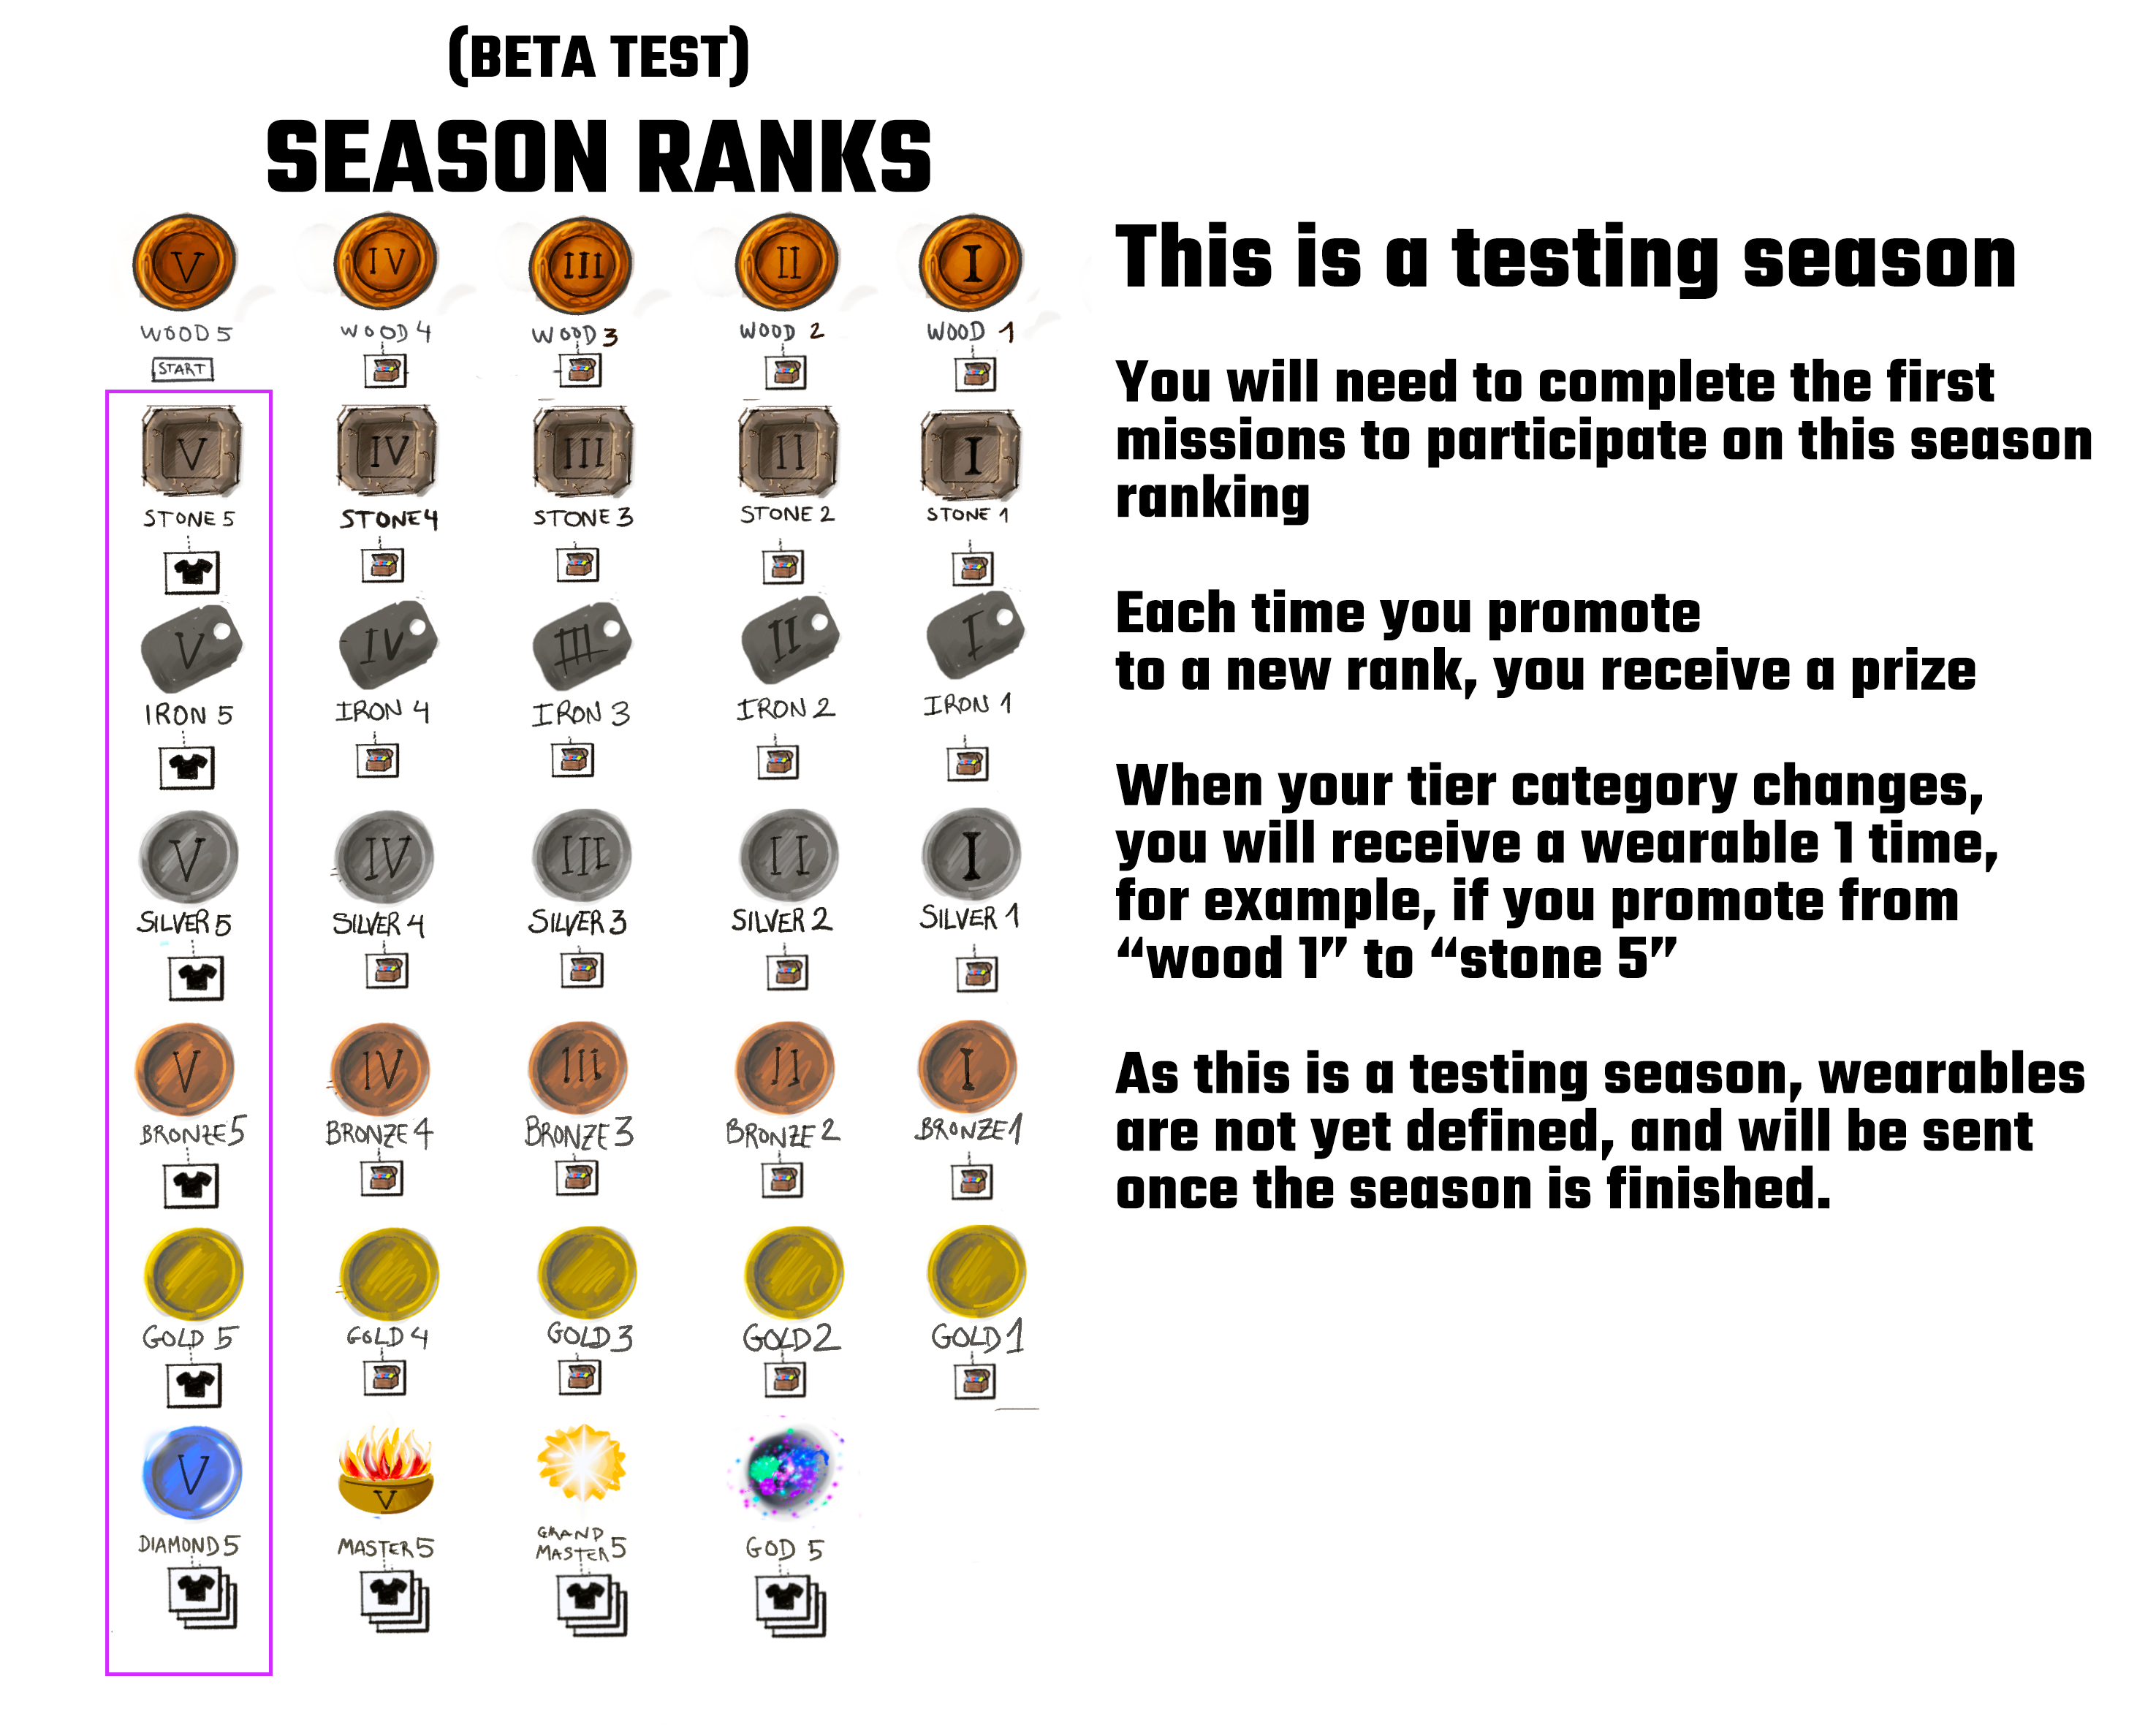 (BETA TEST)
SEASON RANKS
V IV III II I
WOOD 5 WOOD 4 WOOD 3 WOOD 2 WOOD 1
START
V IV III II I
STONE 5 STONE 4 STONE 3 STONE 2 STONE 1
V IV III II I
IRON 5 IRON 4 IRON 3 IRON 2 IRON 1
V IV III II I
SILVER 5 SILVER 4 SILVER 3 SILVER 2 SILVER 1
V IV III II I
BRONZE 5 BRONZE 4 BRONZE 3 BRONZE 2 BRONZE 1
GOLD 5 GOLD 4 GOLD 3 GOLD 2 GOLD 1
V V
DIAMOND 5 MASTER 5 GRAND MASTER 5 GOD 5
This is a testing season
You will need to complete the first
missions to participate on this season
ranking
Each time you promote
to a new rank, you receive a prize
When your tier category changes,
you will receive a wearable 1 time,
for example, if you promote from
“wood 1” to “stone 5”
As this is a testing season, wearables
are not yet defined, and will be sent
once the season is finished.